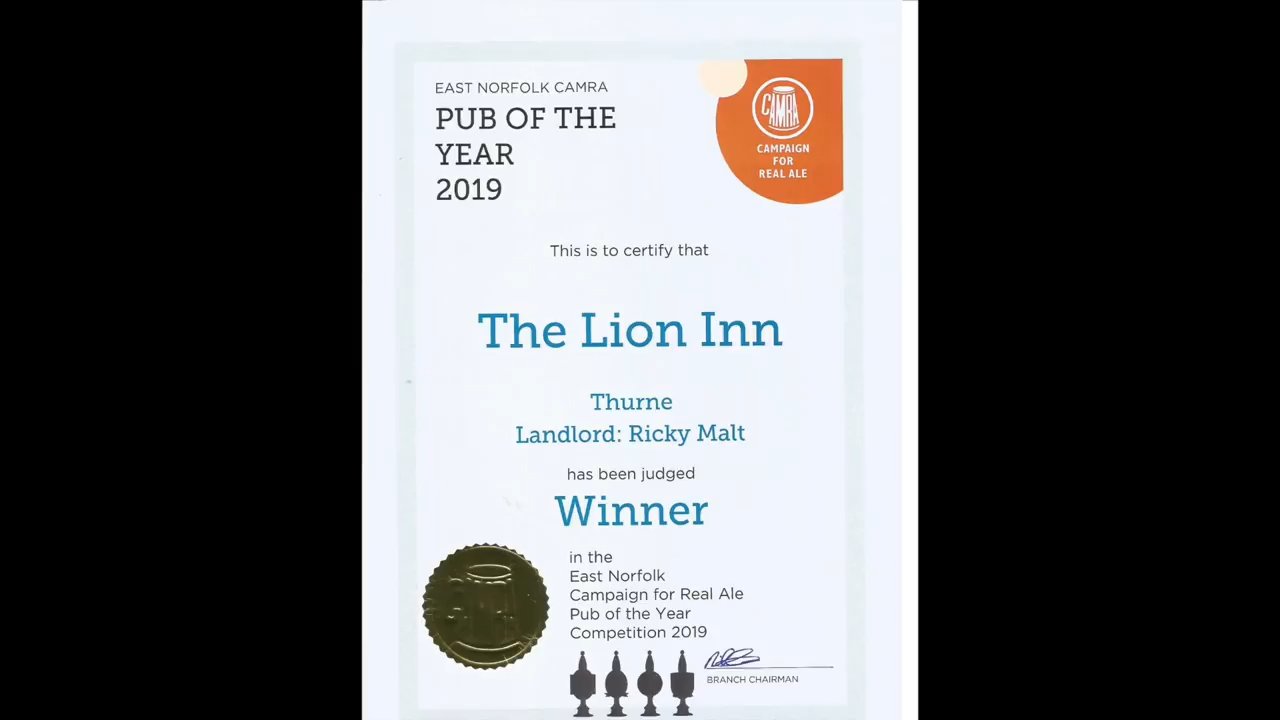 EAST NORFOLK CAMRA
PUB OF THE
YEAR
2019
CAMRA
CAMPAIGN
FOR
REAL ALE
This is to certify that
The Lion Inn
Thurne
Landlord: Ricky Malt
has been judged
Winner
in the
East Norfolk
Campaign for Real Ale
Pub of the Year
Competition 2019
BRANCH CHAIRMAN